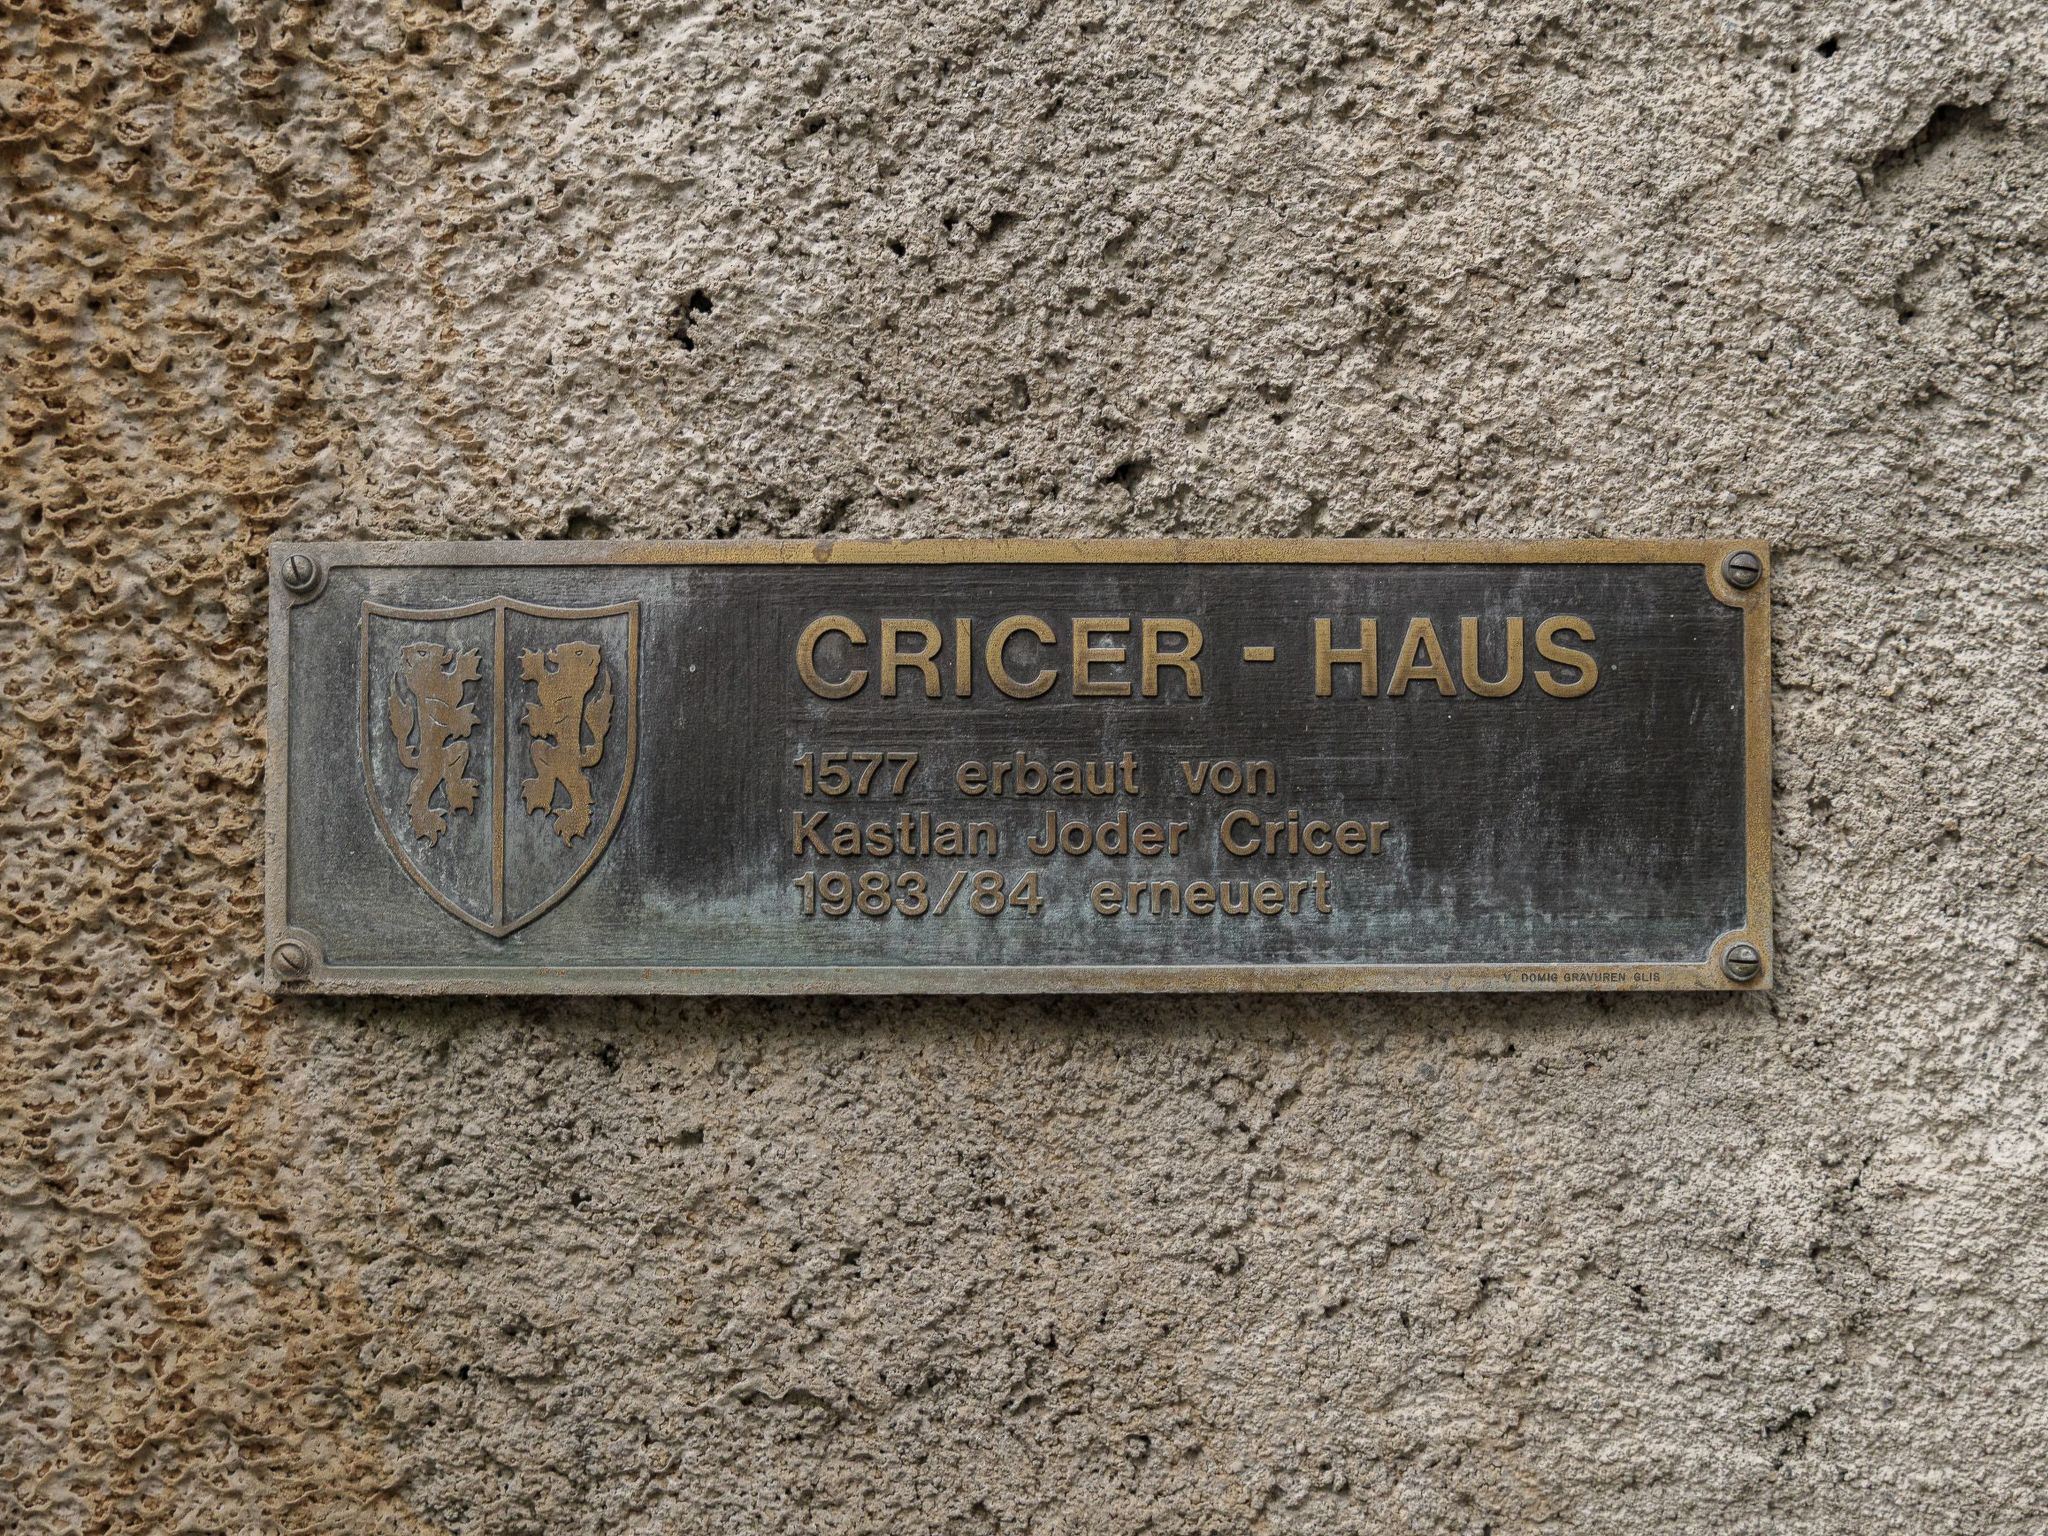 CRICER - HAUS
1577 erbaut von
Kastlan Joder Cricer
1983/84 erneuert
V. DOMIG GRAVUREN GLIS